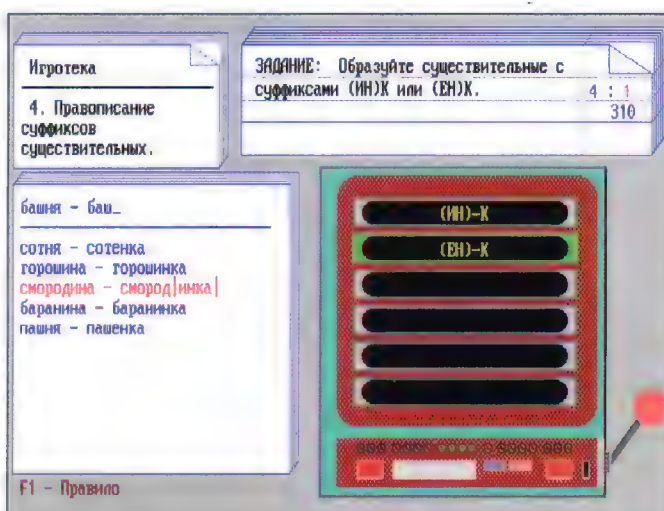 Игротека
4. Правописание
суффиксов
существительных.
ЗАДАНИЕ: Образуйте существительные с
суффиксами (ИН)К или (ЕН)К.
4 : 1
310
башня - баш_
сотня - сотенка
горошина - горошинка
смородина - смород|инка|
баранина - баранинка
пашня - пашенка
(ИН)-К
(ЕН)-К
F1 - Правило